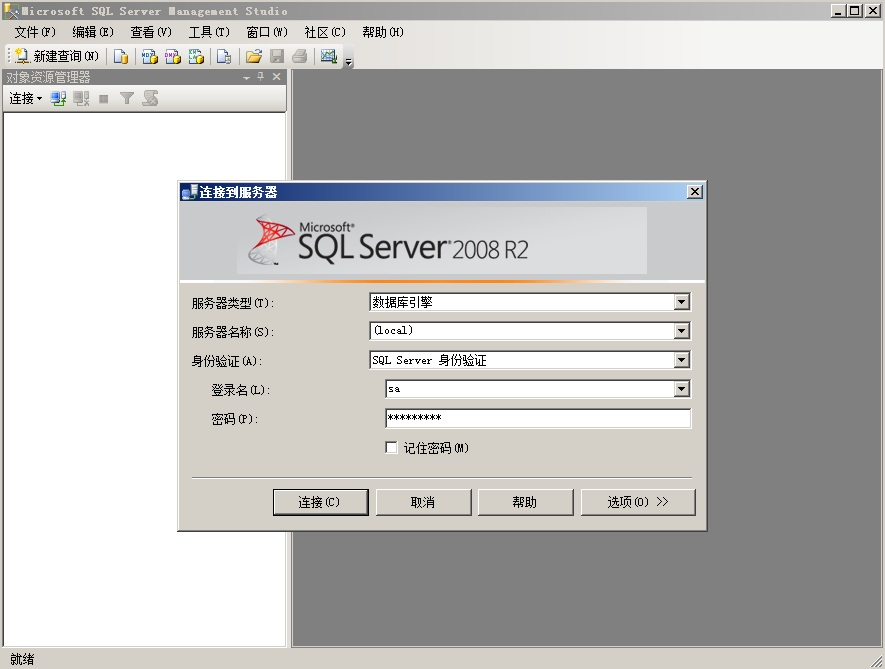 Microsoft SQL Server Management Studio
文件(F) 编辑(E) 查看(V) 工具(T) 窗口(W) 社区(C) 帮助(H)
新建查询(N)
对象资源管理器
连接
连接到服务器
Microsoft®
SQL Server® 2008 R2
服务器类型(T): 数据库引擎
服务器名称(S): (local)
身份验证(A): SQL Server 身份验证
登录名(L): sa
密码(P): *********
记住密码(M)
连接(C) 取消 帮助 选项(O) >>
就绪